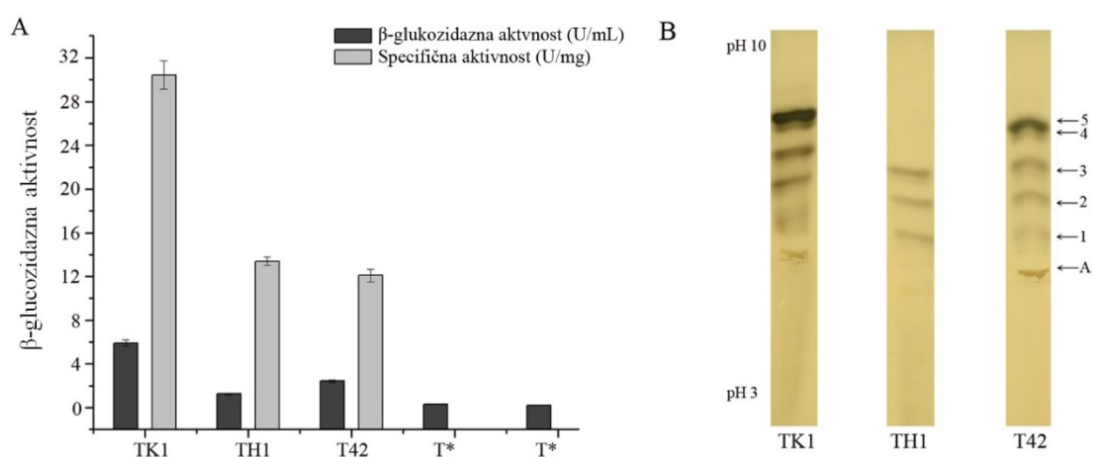 A
β-glukozidazna aktvnost (U/mL)
Specifična aktivnost (U/mg)
β-glucozidazna aktivnost
32
28
24
20
16
12
8
4
0
TK1
TH1
T42
T*
T*
B
pH 10
5
4
3
2
1
A
pH 3
TK1
TH1
T42